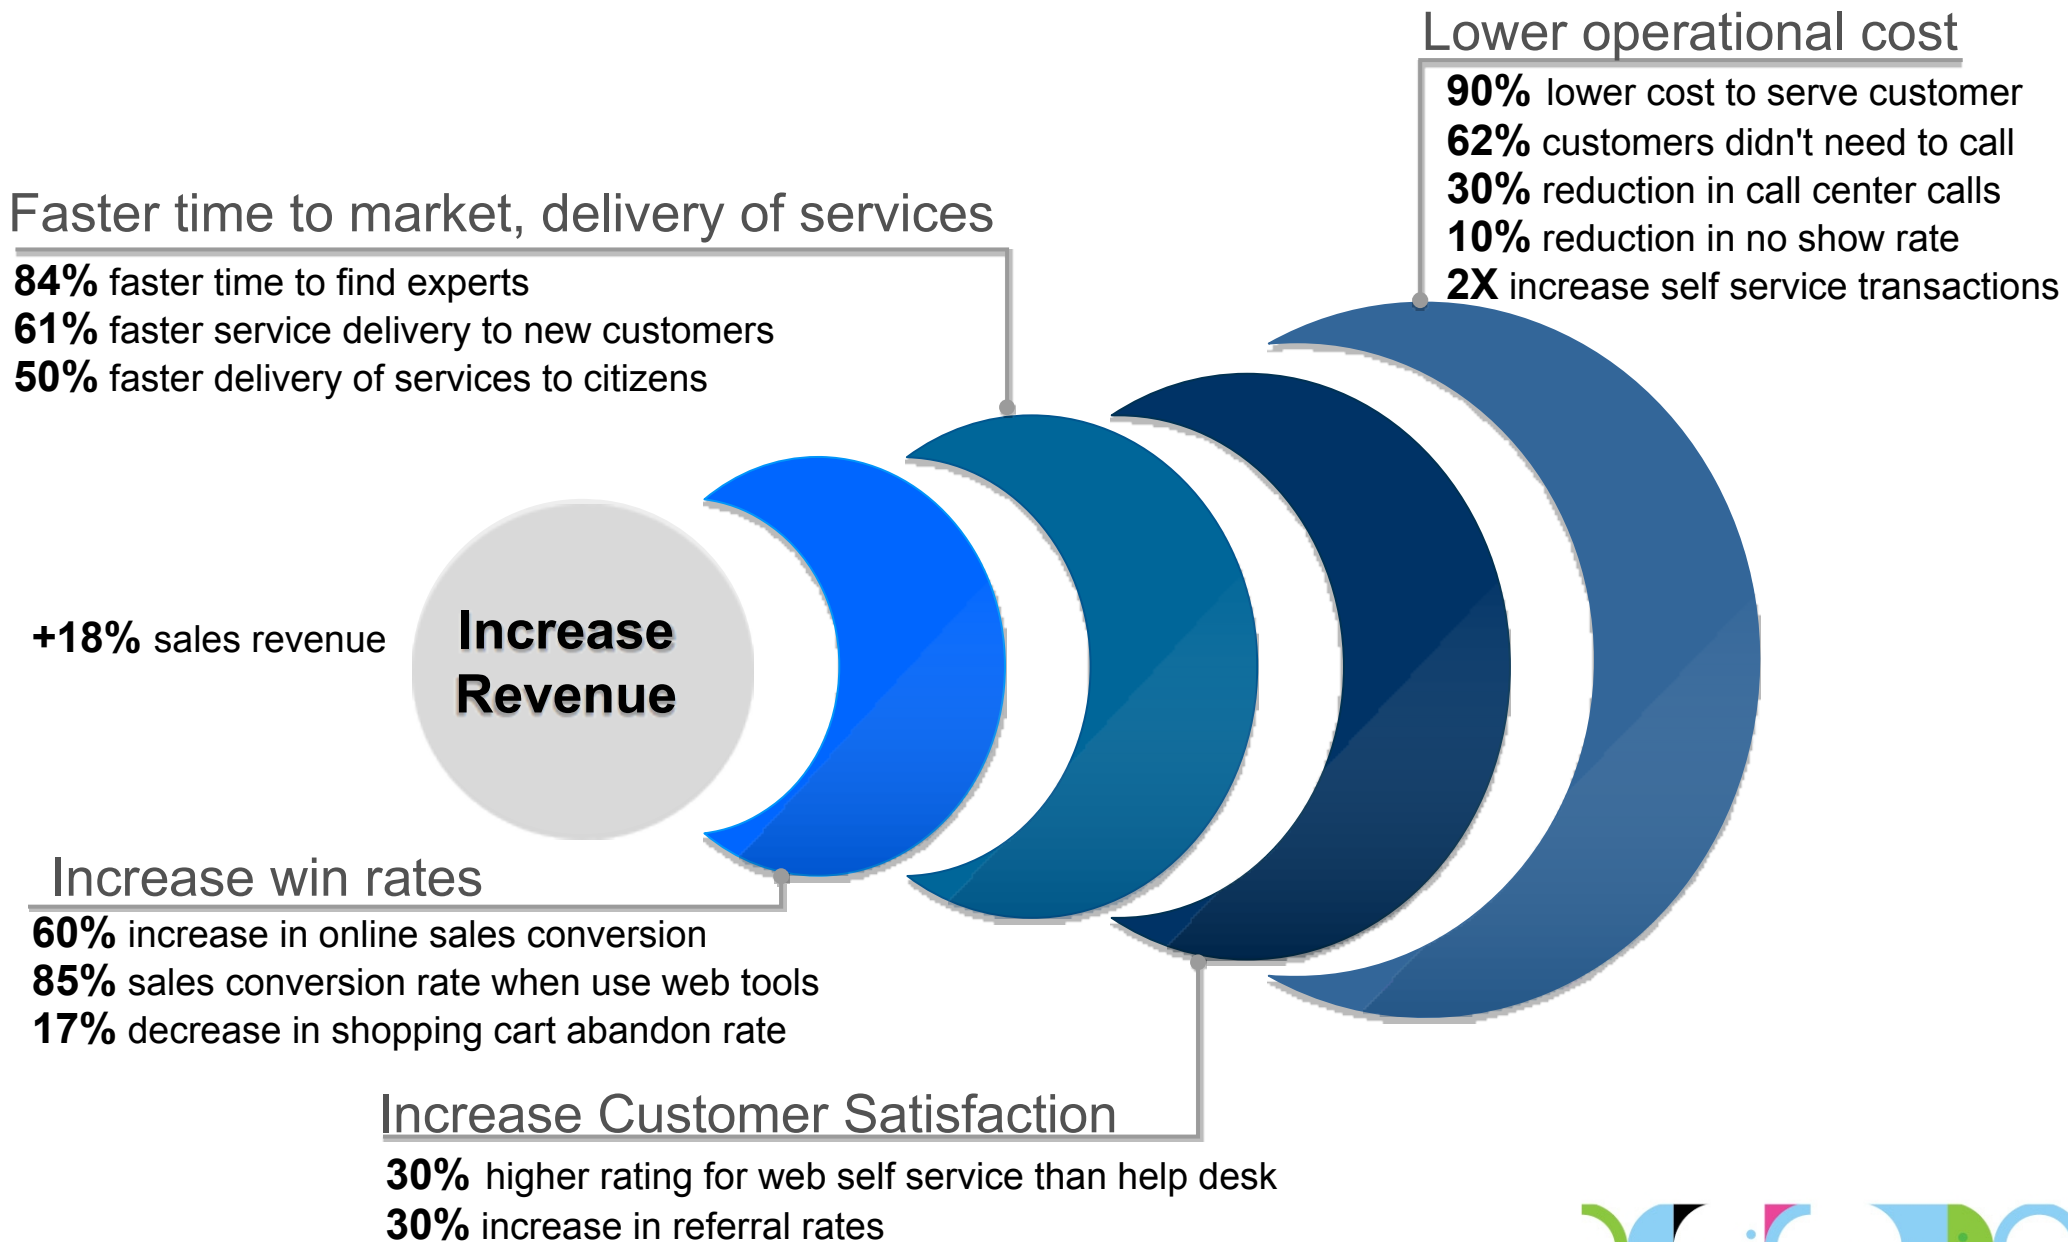 Lower operational cost
90% lower cost to serve customer
62% customers didn't need to call
30% reduction in call center calls
10% reduction in no show rate
2X increase self service transactions
Faster time to market, delivery of services
84% faster time to find experts
61% faster service delivery to new customers
50% faster delivery of services to citizens
+18% sales revenue
Increase
Revenue
Increase win rates
60% increase in online sales conversion
85% sales conversion rate when use web tools
17% decrease in shopping cart abandon rate
Increase Customer Satisfaction
30% higher rating for web self service than help desk
30% increase in referral rates